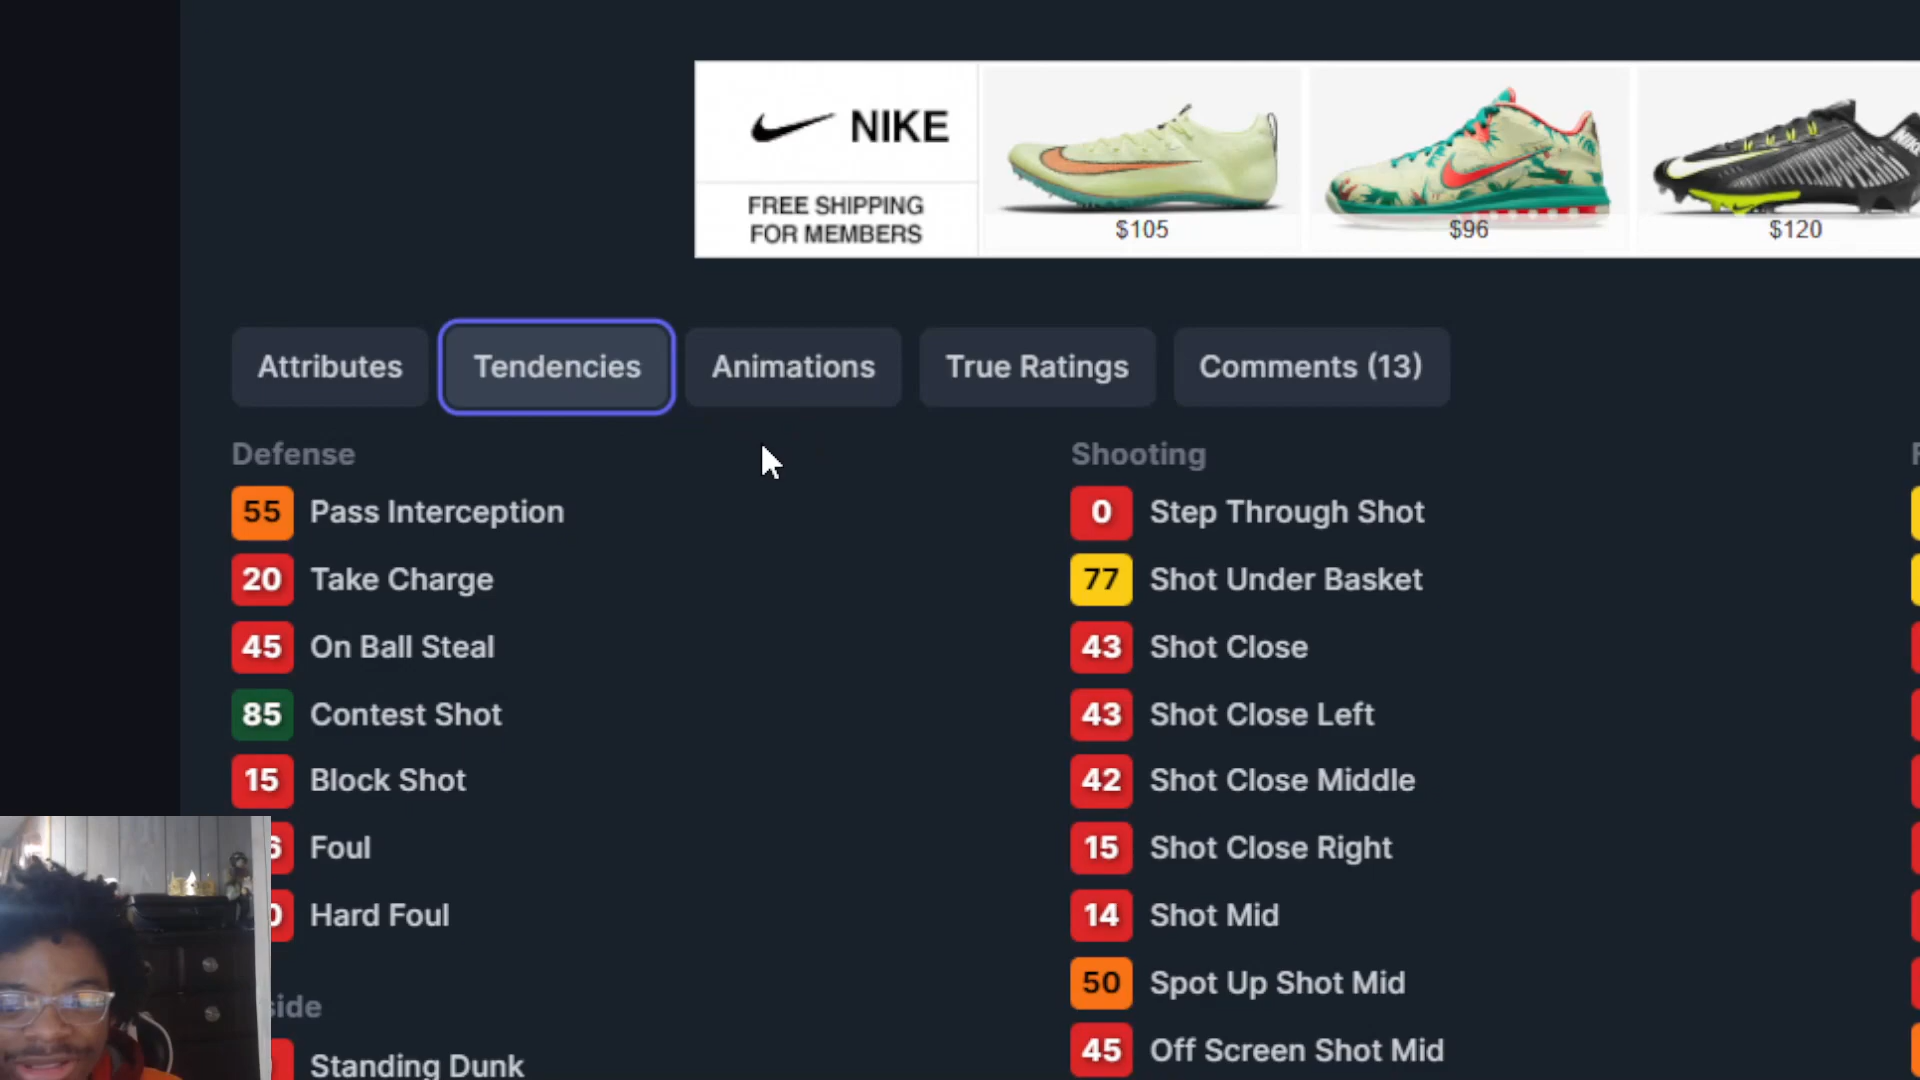 NIKE
FREE SHIPPING
FOR MEMBERS
$105
$96
$120
Attributes
Tendencies
Animations
True Ratings
Comments (13)
Defense
55 Pass Interception
20 Take Charge
45 On Ball Steal
85 Contest Shot
15 Block Shot
Foul
Hard Foul
side
Standing Dunk
Shooting
0 Step Through Shot
77 Shot Under Basket
43 Shot Close
43 Shot Close Left
42 Shot Close Middle
15 Shot Close Right
14 Shot Mid
50 Spot Up Shot Mid
45 Off Screen Shot Mid